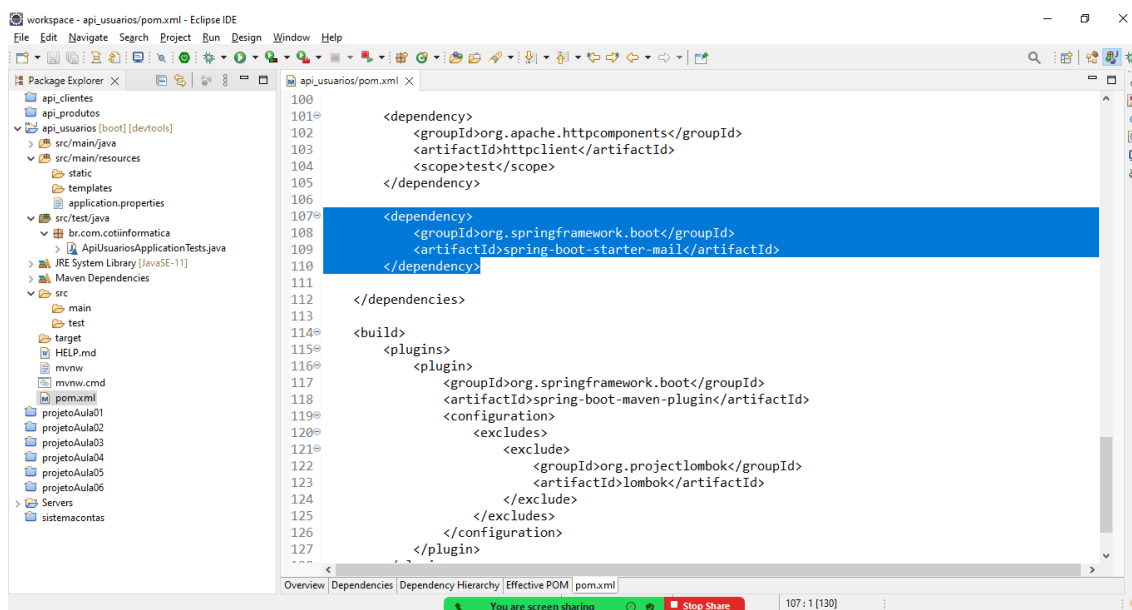 workspace - api_usuarios/pom.xml - Eclipse IDE
File Edit Navigate Search Project Run Design Window Help
Package Explorer
api_clientes
api_produtos
api_usuarios [boot] [devtools]
src/main/java
src/main/resources
static
templates
application.properties
src/test/java
br.com.cotiinformatica
ApiUsuariosApplicationTests.java
JRE System Library [JavaSE-11]
Maven Dependencies
src
main
test
target
HELP.md
mvnw
mvnw.cmd
pom.xml
projetoAula01
projetoAula02
projetoAula03
projetoAula04
projetoAula05
projetoAula06
Servers
sistemacontas
api_usuarios/pom.xml
100
101 <dependency>
102 <groupId>org.apache.httpcomponents</groupId>
103 <artifactId>httpclient</artifactId>
104 <scope>test</scope>
105 </dependency>
106
107 <dependency>
108 <groupId>org.springframework.boot</groupId>
109 <artifactId>spring-boot-starter-mail</artifactId>
110 </dependency>
111
112 </dependencies>
113
114 <build>
115 <plugins>
116 <plugin>
117 <groupId>org.springframework.boot</groupId>
118 <artifactId>spring-boot-maven-plugin</artifactId>
119 <configuration>
120 <excludes>
121 <exclude>
122 <groupId>org.projectlombok</groupId>
123 <artifactId>lombok</artifactId>
124 </exclude>
125 </excludes>
126 </configuration>
127 </plugin>
Overview Dependencies Dependency Hierarchy Effective POM pom.xml
You are screen sharing Stop Share
107 : 1 [130]